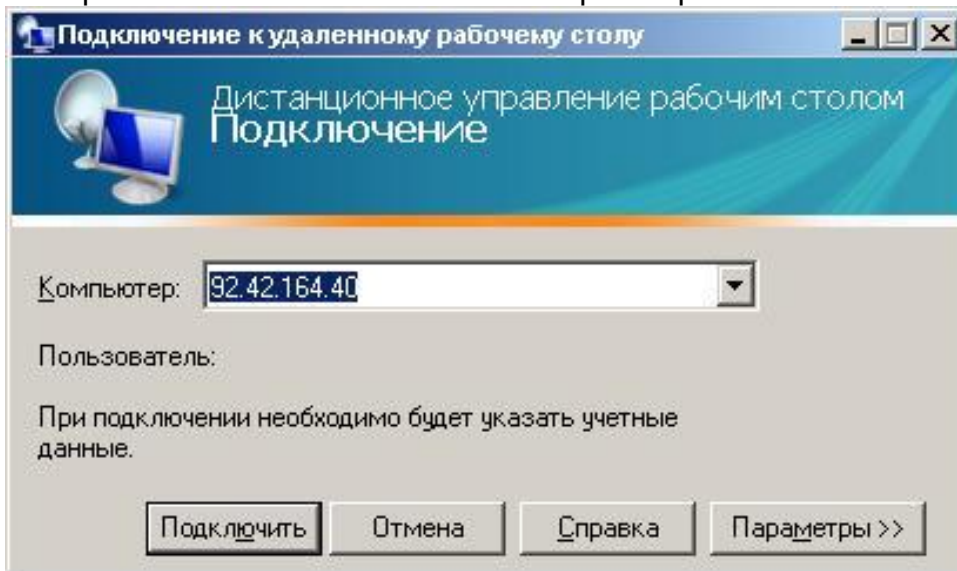 Подключение к удаленному рабочему столу
Дистанционное управление рабочим столом
Подключение
Компьютер: 92.42.164.40
Пользователь:
При подключении необходимо будет указать учетные
данные.
Подключить Отмена Справка Параметры >>